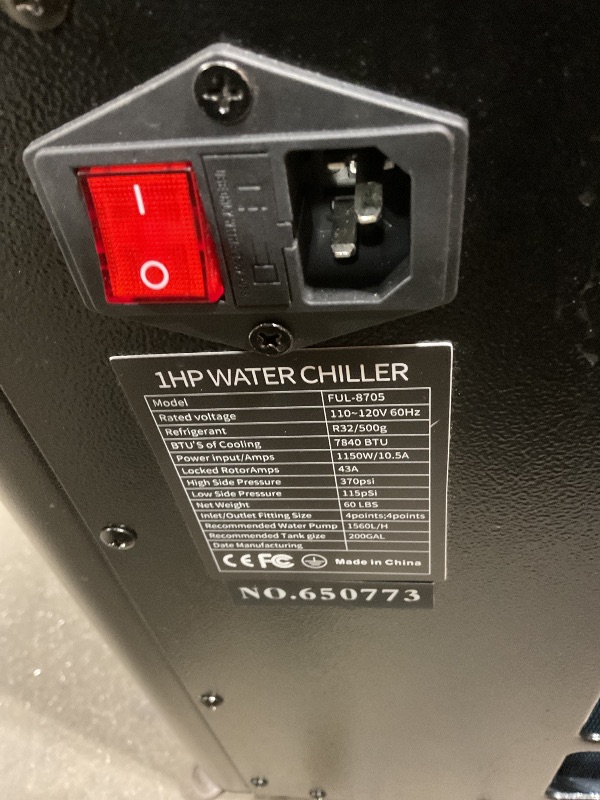 1HP WATER CHILLER
Model FUL-8705
Rated voltage 110~120V 60Hz
Refrigerant R32/500g
BTU'S of Cooling 7840 BTU
Power input/Amps 1150W/10.5A
Locked RotorAmps 43A
High Side Pressure 370psi
Low Side Pressure 115pSi
Net Weight 60 LBS
Inlet/Outlet Fitting Size 4points;4points
Recommended Water Pump 1560L/H
Recommended Tank gize 200GAL
Date Manufacturing
CE FC Made in China
NO.650773